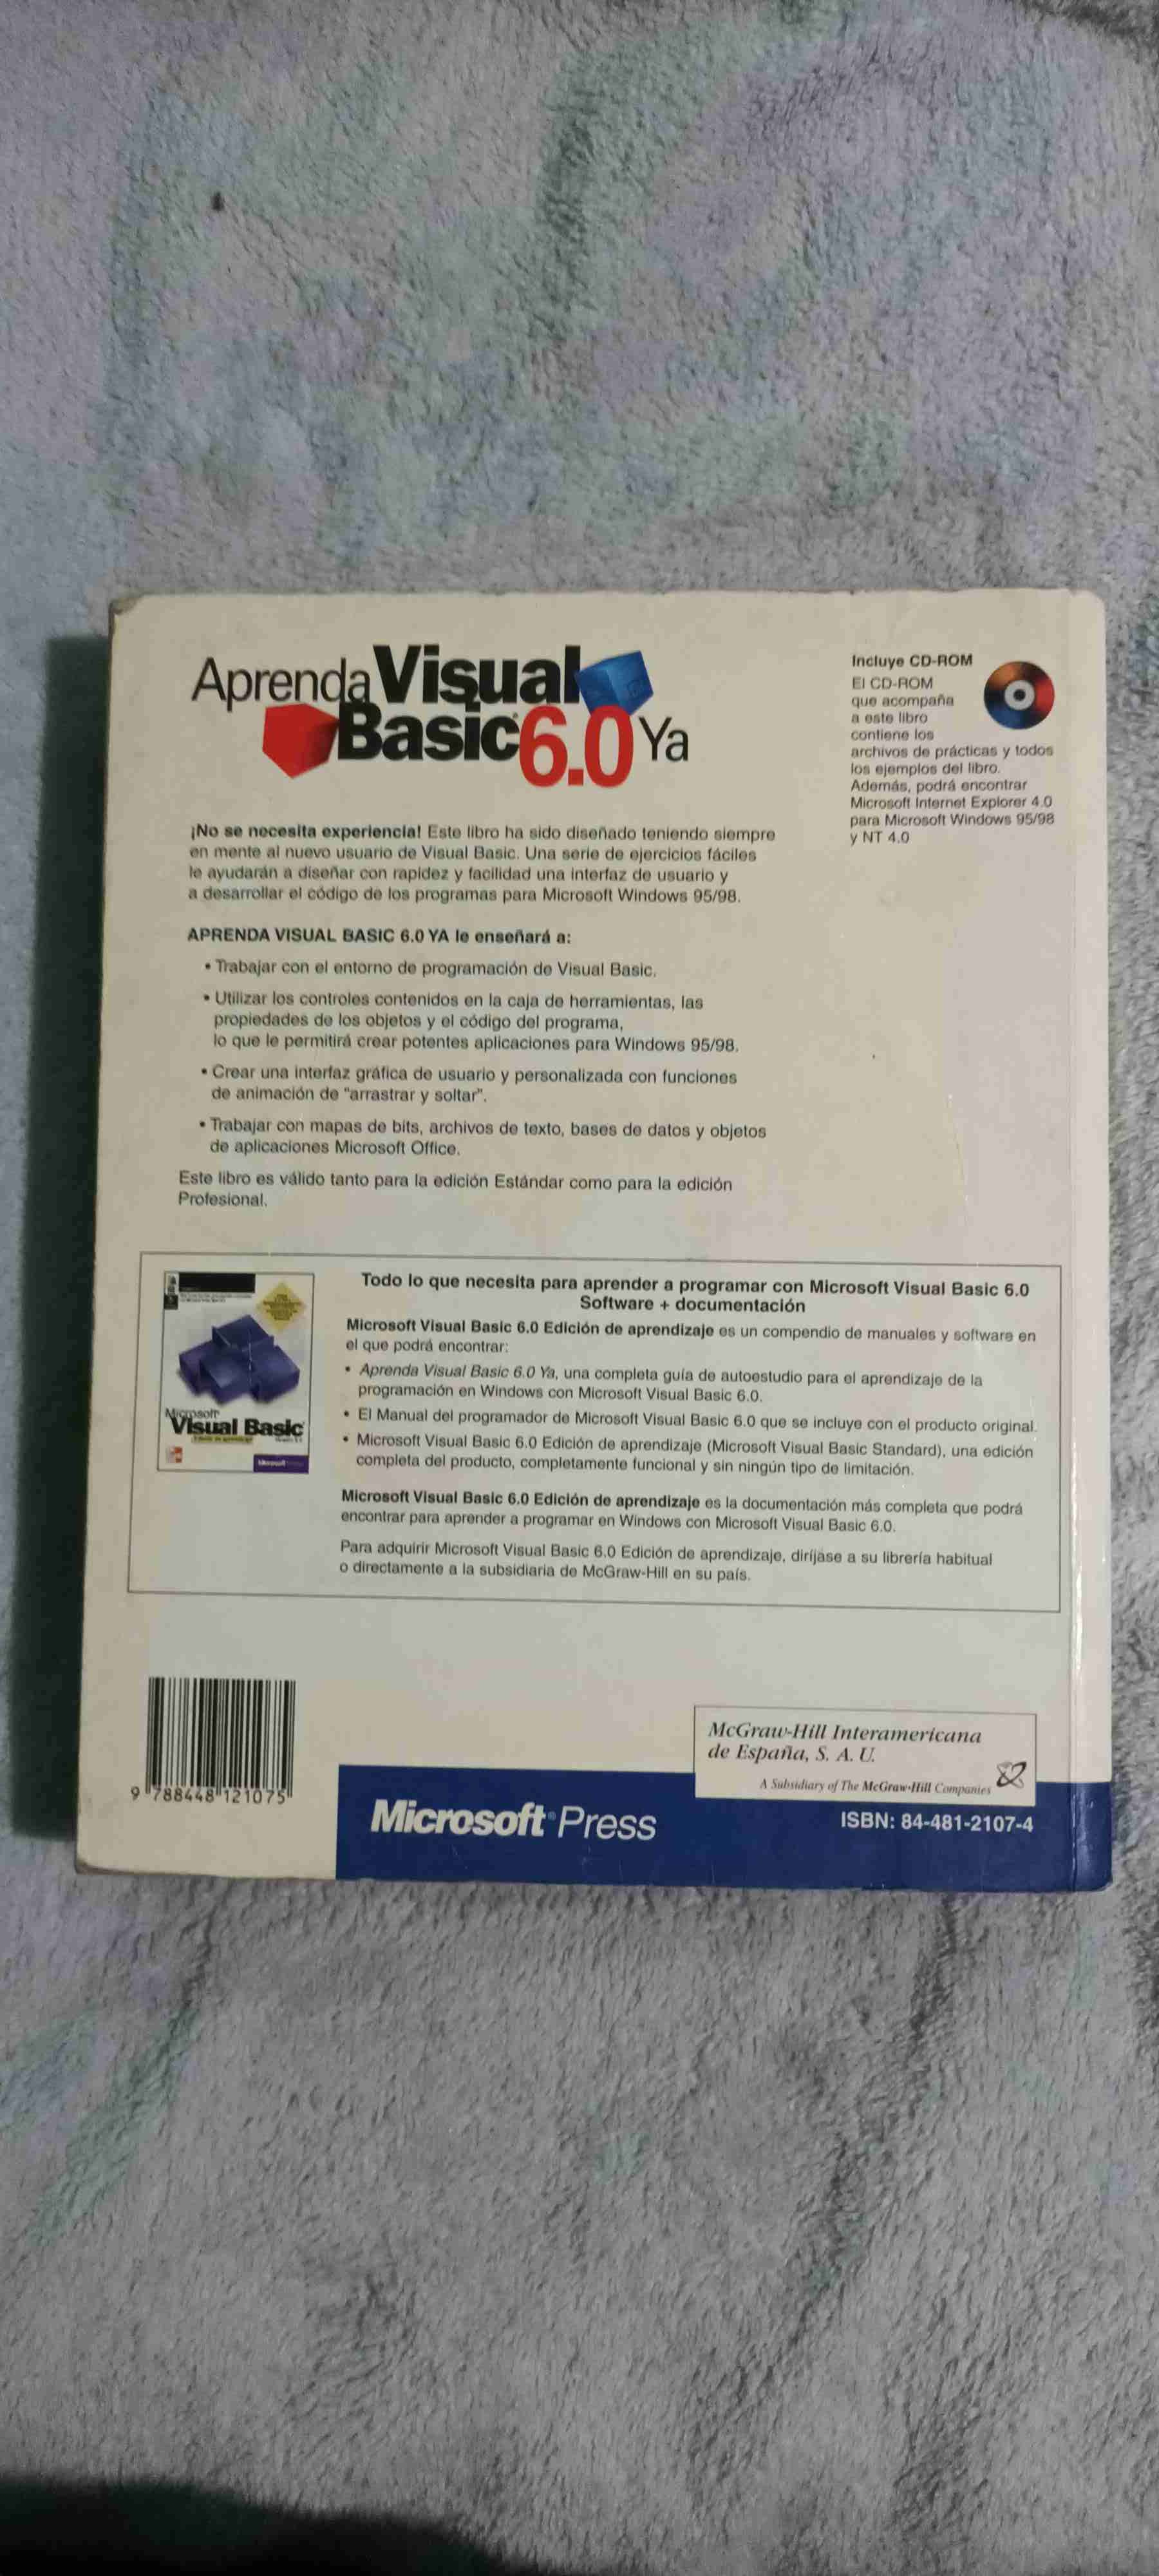 Aprenda Visual
Basic 6.0 Ya
Incluye CD-ROM
El CD-ROM
que acompaña
a este libro
contiene los
archivos de prácticas y todos
los ejemplos del libro.
Además, podrá encontrar
Microsoft Internet Explorer 4.0
para Microsoft Windows 95/98
y NT 4.0
¡No se necesita experiencia! Este libro ha sido diseñado teniendo siempre
en mente al nuevo usuario de Visual Basic. Una serie de ejercicios fáciles
le ayudarán a diseñar con rapidez y facilidad una interfaz de usuario y
a desarrollar el código de los programas para Microsoft Windows 95/98.
APRENDA VISUAL BASIC 6.0 YA le enseñará a:
• Trabajar con el entorno de programación de Visual Basic.
• Utilizar los controles contenidos en la caja de herramientas, las
propiedades de los objetos y el código del programa,
lo que le permitirá crear potentes aplicaciones para Windows 95/98.
• Crear una interfaz gráfica de usuario y personalizada con funciones
de animación de "arrastrar y soltar".
• Trabajar con mapas de bits, archivos de texto, bases de datos y objetos
de aplicaciones Microsoft Office.
Este libro es válido tanto para la edición Estándar como para la edición
Profesional.
Microsoft
Visual Basic
Microsoft
Todo lo que necesita para aprender a programar con Microsoft Visual Basic 6.0
Software + documentación
Microsoft Visual Basic 6.0 Edición de aprendizaje es un compendio de manuales y software en
el que podrá encontrar:
• Aprenda Visual Basic 6.0 Ya, una completa guía de autoestudio para el aprendizaje de la
programación en Windows con Microsoft Visual Basic 6.0.
• El Manual del programador de Microsoft Visual Basic 6.0 que se incluye con el producto original.
• Microsoft Visual Basic 6.0 Edición de aprendizaje (Microsoft Visual Basic Standard), una edición
completa del producto, completamente funcional y sin ningún tipo de limitación.
Microsoft Visual Basic 6.0 Edición de aprendizaje es la documentación más completa que podrá
encontrar para aprender a programar en Windows con Microsoft Visual Basic 6.0.
Para adquirir Microsoft Visual Basic 6.0 Edición de aprendizaje, diríjase a su librería habitual
o directamente a la subsidiaria de McGraw-Hill en su país.
9 788448 121075
McGraw-Hill Interamericana
de España, S. A. U.
A Subsidiary of The McGraw-Hill Companies
Microsoft® Press
ISBN: 84-481-2107-4